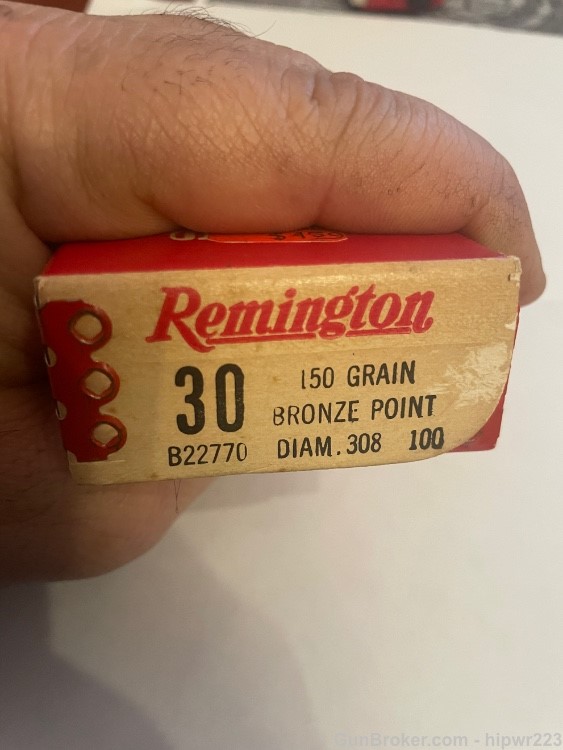 Remington
30
150 GRAIN
BRONZE POINT
B22770
DIAM. 308 100
GunBroker.com - hipwr223